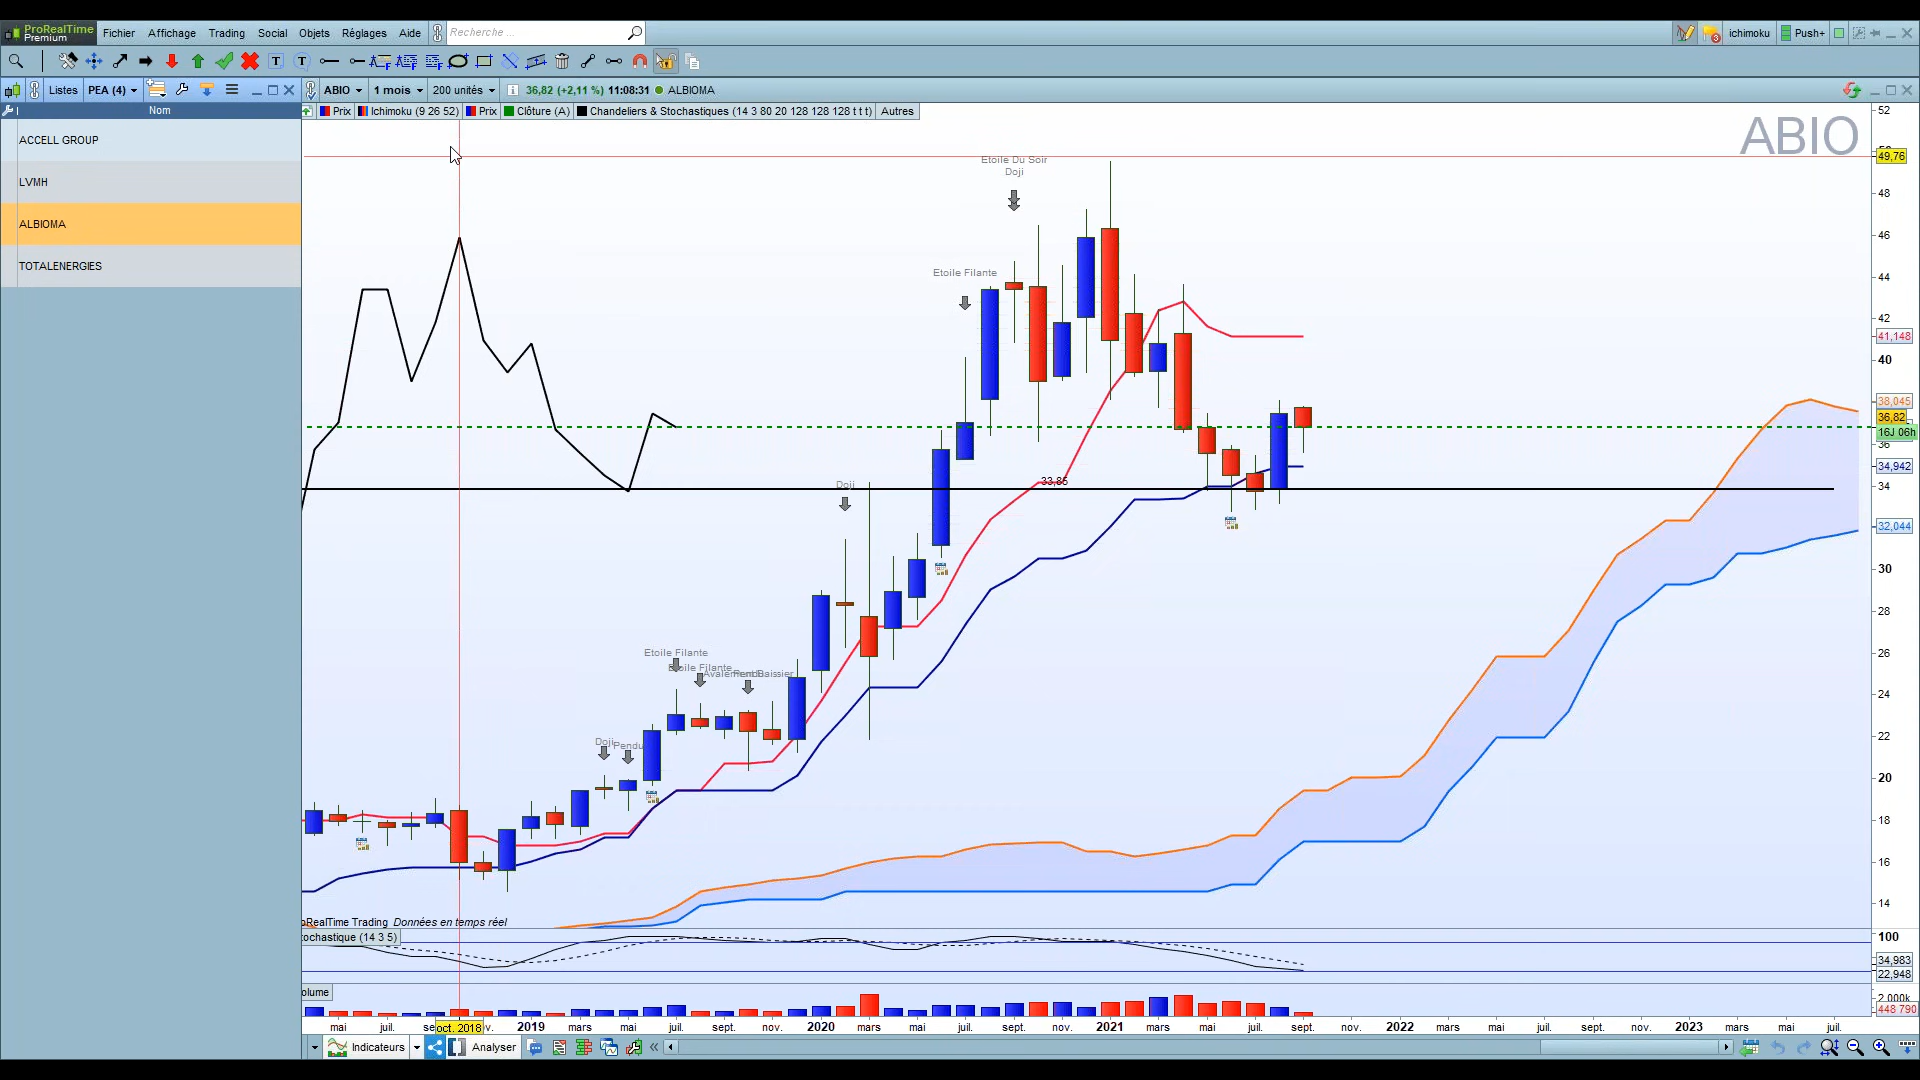 ProRealTime
Premium
Fichier Affichage Trading Social Objets Réglages Aide
Recherche ...
3
ichimoku
Push+
Listes PEA (4)
ABIO 1 mois 200 unités
36,82 (+2,11 %) 11:08:31 ALBIOMA
Nom
Prix Ichimoku (9 26 52) Prix Clôture (A) Chandeliers & Stochastiques (14 3 80 20 128 128 128 t t t) Autres
ACCELL GROUP
LVMH
ALBIOMA
TOTALENERGIES
ABIO
Etoile Du Soir
Doji
Etoile Filante
33,85
Doji
Etoile Filante
Etoile Filante
Avalement Baissier
Doji
Pendu
52
49,76
48
46
44
42
41,148
40
38,045
36,82
16J 06h
36
34,942
34
32,044
30
28
26
24
22
20
18
16
14
oRealTime Trading Données en temps réel
ochastique (14 3 5)
100
34,983
22,948
olume
2 000k
448 790
mai juil. se oct. 2018 v. 2019 mars mai juil. sept. nov. 2020 mars mai juil. sept. nov. 2021 mars mai juil. sept. nov. 2022 mars mai juil. sept. nov. 2023 mars mai juil.
Indicateurs
Analyser